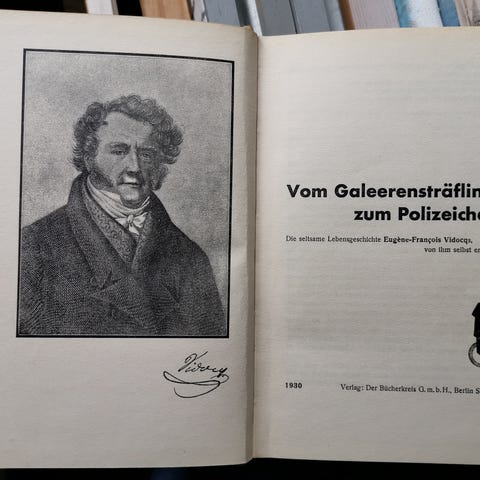 Vidocq
Vom Galeerensträflin
zum Polizeiche
Die seltsame Lebensgeschichte Eugène-François Vidocqs,
von ihm selbst er
1930 Verlag: Der Bücherkreis G. m. b. H., Berlin S